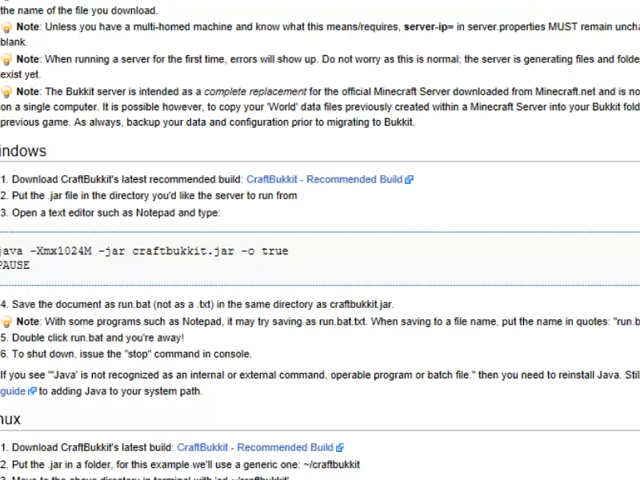 the name of the file you download.
Note: Unless you have a multi-homed machine and know what this means/requires, server-ip= in server.properties MUST remain
blank.
Note: When running a server for the first time, errors will show up. Do not worry as this is normal; the server is generating files and
exist yet.
Note: The Bukkit server is intended as a complete replacement for the official Minecraft Server downloaded from Minecraft.net and is
on a single computer. It is possible however, to copy your 'World' data files previously created within a Minecraft Server into your Bukkit
previous game. As always, backup your data and configuration prior to migrating to Bukkit.
indows
1. Download CraftBukkit's latest recommended build: CraftBukkit - Recommended Build
2. Put the .jar file in the directory you'd like the server to run from
3. Open a text editor such as Notepad and type:
java -Xmx1024M -jar craftbukkit.jar -o true
PAUSE
4. Save the document as run.bat (not as a .txt) in the same directory as craftbukkit.jar.
Note: With some programs such as Notepad, it may try saving as run.bat.txt. When saving to a file name, put the name in quotes: "run.b
5. Double click run.bat and you're away!
6. To shut down, issue the "stop" command in console.
If you see "'Java' is not recognized as an internal or external command, operable program or batch file." then you need to reinstall Java. Still
guide to adding Java to your system path.
nux
1. Download CraftBukkit's latest build: CraftBukkit - Recommended Build
2. Put the .jar in a folder, for this example we'll use a generic one: ~/craftbukkit
3. Move to the above directory in terminal with 'cd ~/craftbukkit'